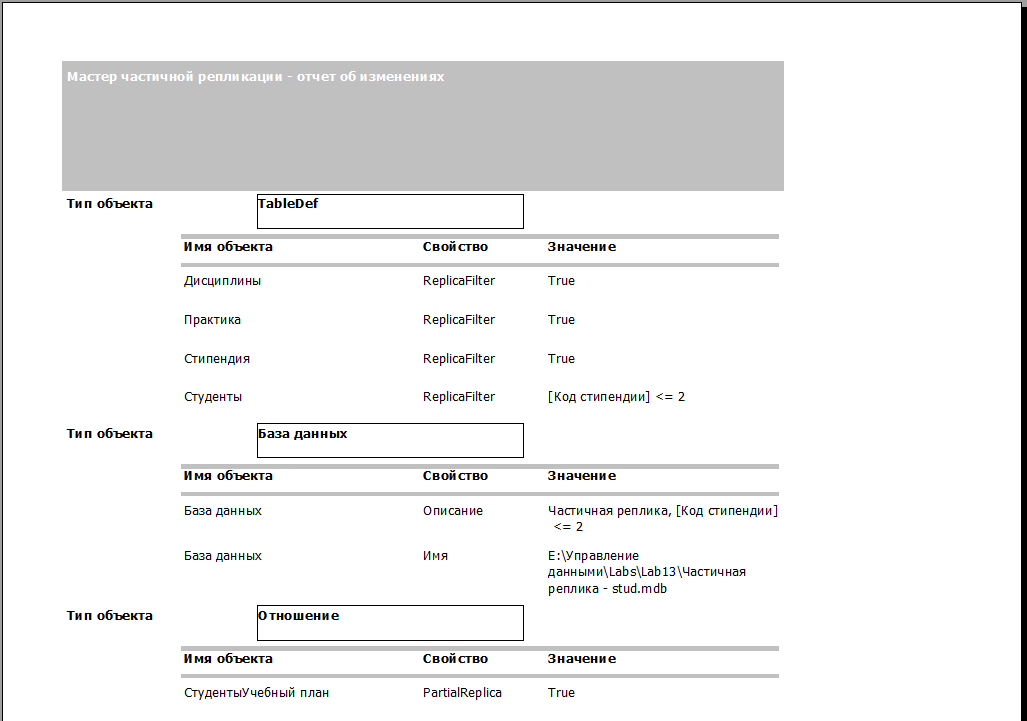 Мастер частичной репликации - отчет об изменениях
Тип объекта TableDef
Имя объекта Свойство Значение
Дисциплины ReplicaFilter True
Практика ReplicaFilter True
Стипендия ReplicaFilter True
Студенты ReplicaFilter [Код стипендии] <= 2
Тип объекта База данных
Имя объекта Свойство Значение
База данных Описание Частичная реплика, [Код стипендии]
<= 2
База данных Имя E:\Управление
данными\Labs\Lab13\Частичная
реплика - stud.mdb
Тип объекта Отношение
Имя объекта Свойство Значение
СтудентыУчебный план PartialReplica True